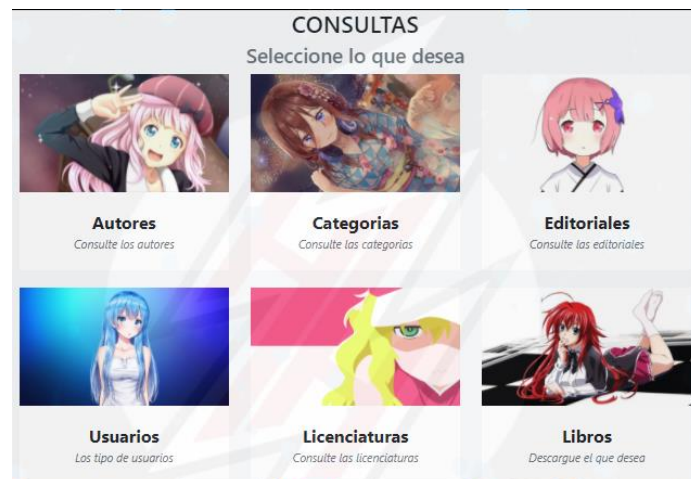 CONSULTAS
Seleccione lo que desea
Autores
Consulte los autores
Categorias
Consulte las categorias
Editoriales
Consulte las editoriales
Usuarios
Los tipo de usuarios
Licenciaturas
Consulte las licenciaturas
Libros
Descargue el que desea